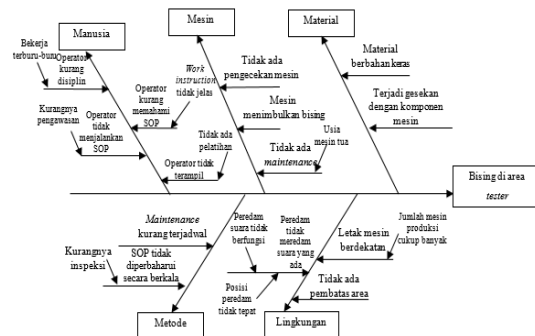 Manusia
Mesin
Material
Bekerja
terburu-buru
Operator
kurang
disiplin
Kurangnya
pengawasan
Operator
tidak
menjalankan
SOP
Operator
kurang
memahami
SOP
Work
instruction
tidak jelas
Tidak ada
pelatihan
Operator tidak
terampil
Tidak ada
pengecekan mesin
Mesin
menimbulkan bising
Usia
mesin tua
Tidak ada
maintenance
Material
berbahan keras
Terjadi gesekan
dengan komponen
mesin
Bising di area
tester
Maintenance
kurang terjadwal
Kurangnya
inspeksi
SOP tidak
diperbaharui
secara berkala
Peredam
suara tidak
berfungsi
Peredam
tidak
meredam
suara yang
ada
Posisi
peredam
tidak tepat
Letak mesin
berdekatan
Jumlah mesin
produksi
cukup banyak
Tidak ada
pembatas area
Metode
Lingkungan